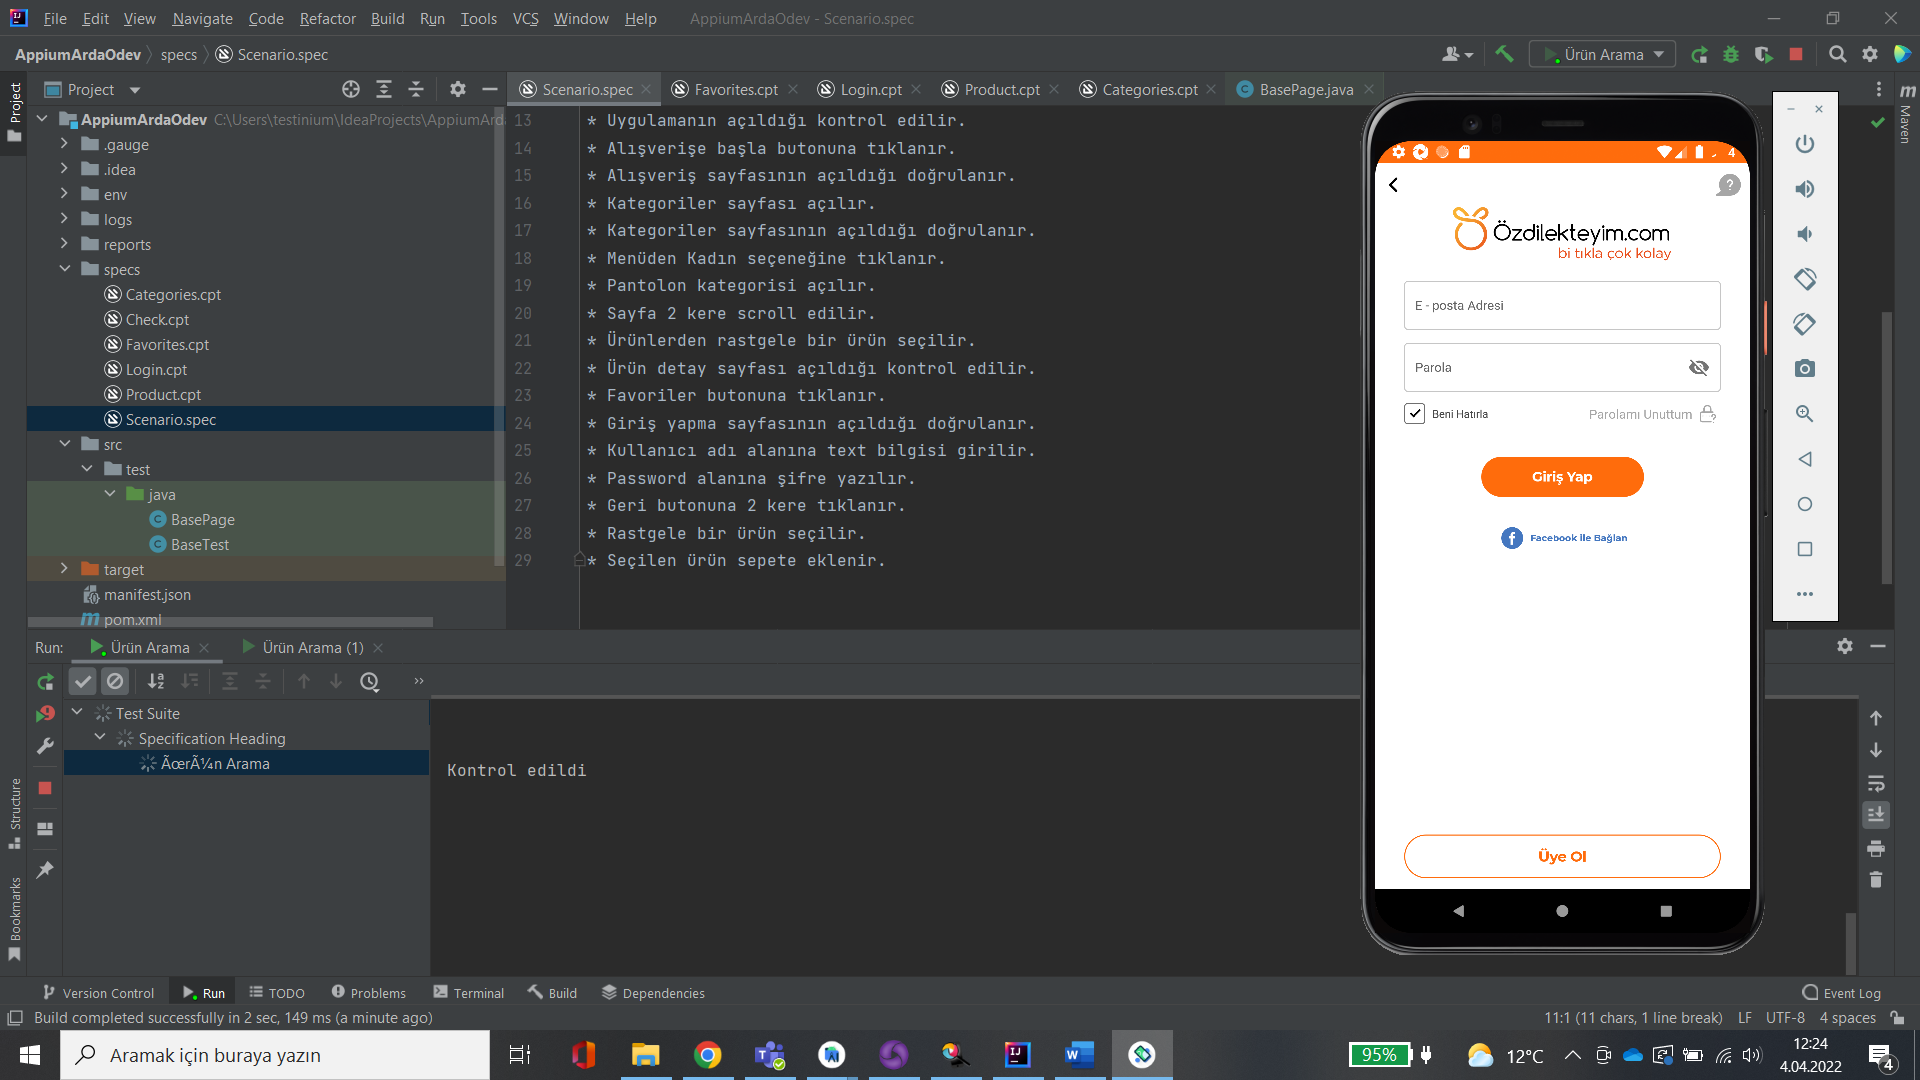 File Edit View Navigate Code Refactor Build Run Tools VCS Window Help AppiumArdaOdev - Scenario.spec
AppiumArdaOdev specs Scenario.spec Ürün Arama
Project
Scenario.spec Favorites.cpt Login.cpt Product.cpt Categories.cpt BasePage.java
AppiumArdaOdev C:\Users\testinium\IdeaProjects\AppiumArd
.gauge
.idea
env
logs
reports
specs
Categories.cpt
Check.cpt
Favorites.cpt
Login.cpt
Product.cpt
Scenario.spec
src
test
java
BasePage
BaseTest
target
manifest.json
pom.xml
13 * Uygulamanın açıldığı kontrol edilir.
14 * Alışverişe başla butonuna tıklanır.
15 * Alışveriş sayfasının açıldığı doğrulanır.
16 * Kategoriler sayfası açılır.
17 * Kategoriler sayfasının açıldığı doğrulanır.
18 * Menüden Kadın seçeneğine tıklanır.
19 * Pantolon kategorisi açılır.
20 * Sayfa 2 kere scroll edilir.
21 * Ürünlerden rastgele bir ürün seçilir.
22 * Ürün detay sayfası açıldığı kontrol edilir.
23 * Favoriler butonuna tıklanır.
24 * Giriş yapma sayfasının açıldığı doğrulanır.
25 * Kullanıcı adı alanına text bilgisi girilir.
26 * Password alanına şifre yazılır.
27 * Geri butonuna 2 kere tıklanır.
28 * Rastgele bir ürün seçilir.
29 * Seçilen ürün sepete eklenir.
4
Özdilekteyim.com
bi tıkla çok kolay
E - posta Adresi
Parola
Beni Hatırla Parolamı Unuttum
Giriş Yap
Facebook İle Bağlan
Üye Ol
Project
Structure
Bookmarks
Maven
Run: Ürün Arama Ürün Arama (1)
Test Suite
Specification Heading
ÃœrÃ¼n Arama
Kontrol edildi
Version Control Run TODO Problems Terminal Build Dependencies Event Log
Build completed successfully in 2 sec, 149 ms (a minute ago) 11:1 (11 chars, 1 line break) LF UTF-8 4 spaces
Aramak için buraya yazın
95% 12°C 12:24
4.04.2022
4